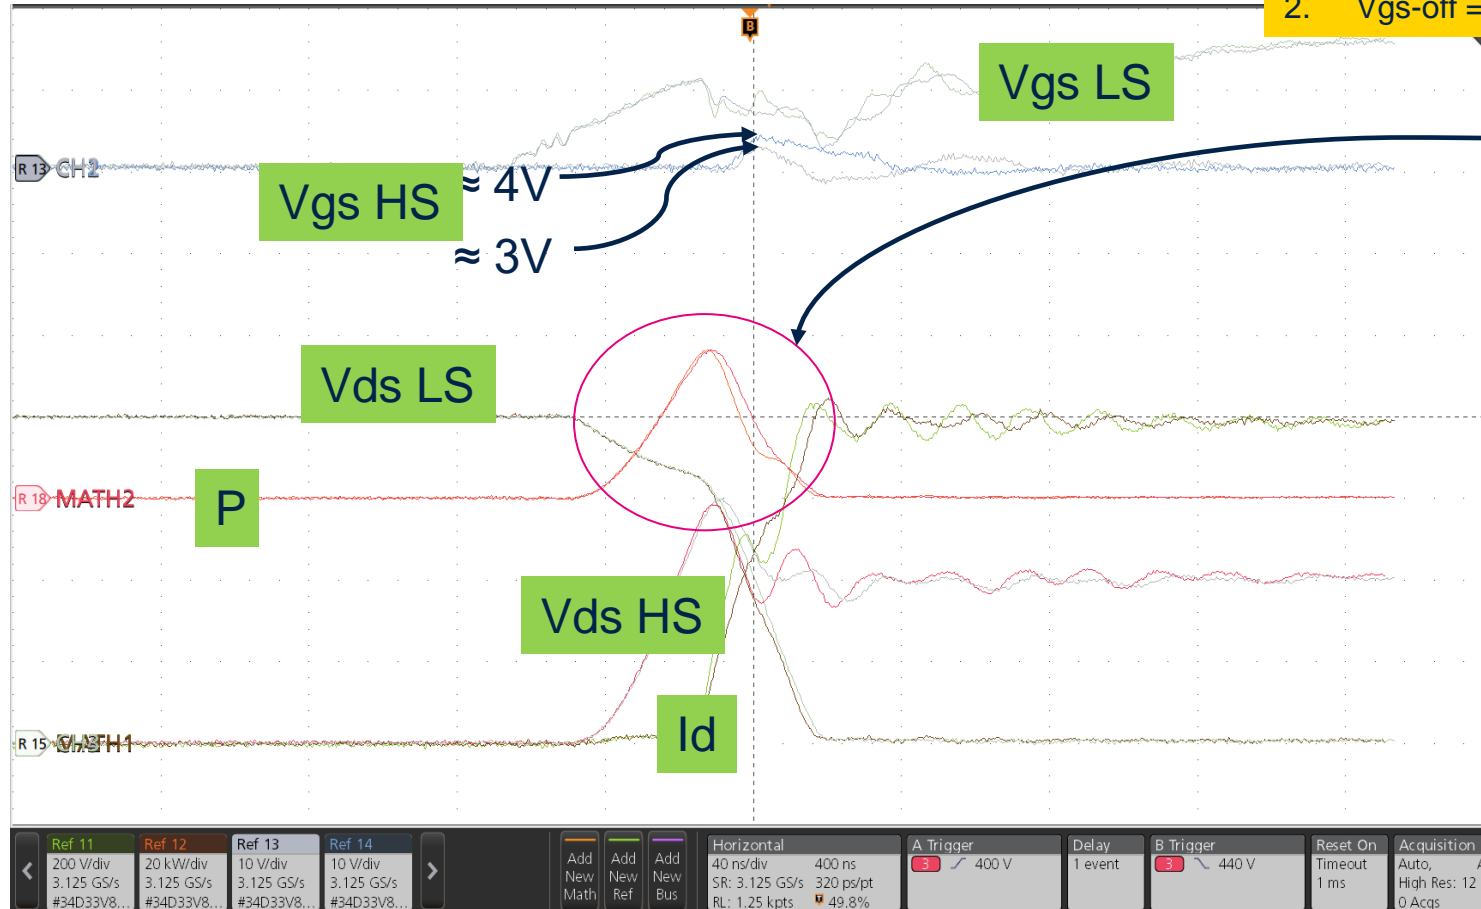 2. Vgs-off =
B
Vgs LS
R 13 CH2
≈ 4V
Vgs HS
≈ 3V
Vds LS
R 18 MATH2
P
Vds HS
Id
R 15
Ref 11
200 V/div
3.125 GS/s
#34D33V8...
Ref 12
20 kW/div
3.125 GS/s
#34D33V8...
Ref 13
10 V/div
3.125 GS/s
#34D33V8...
Ref 14
10 V/div
3.125 GS/s
#34D33V8...
Add
New
Math
Add
New
Ref
Add
New
Bus
Horizontal
40 ns/div 400 ns
SR: 3.125 GS/s 320 ps/pt
RL: 1.25 kpts 49.8%
A Trigger
3 400 V
Delay
1 event
B Trigger
3 440 V
Reset On
Timeout
1 ms
Acquisition
Auto,
High Res: 12
0 Acqs